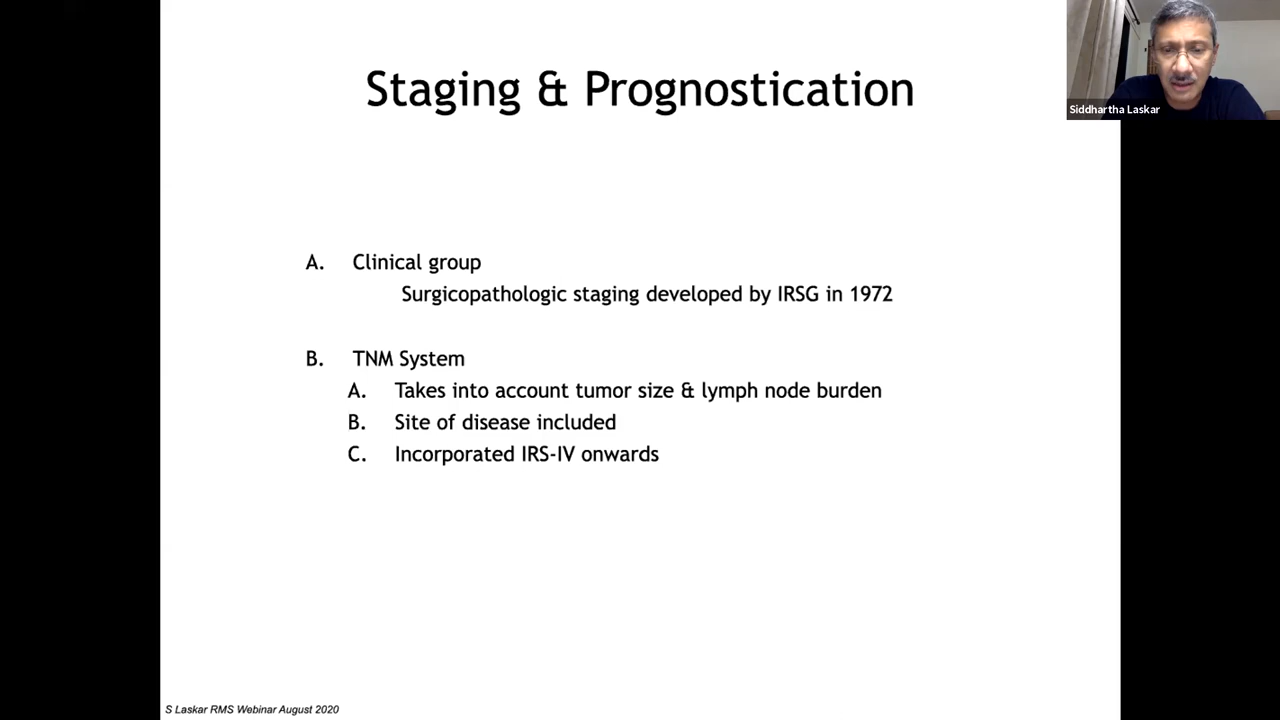 Staging & Prognostication
Siddhartha Laskar
A. Clinical group
Surgicopathologic staging developed by IRSG in 1972
B. TNM System
A. Takes into account tumor size & lymph node burden
B. Site of disease included
C. Incorporated IRS-IV onwards
S Laskar RMS Webinar August 2020